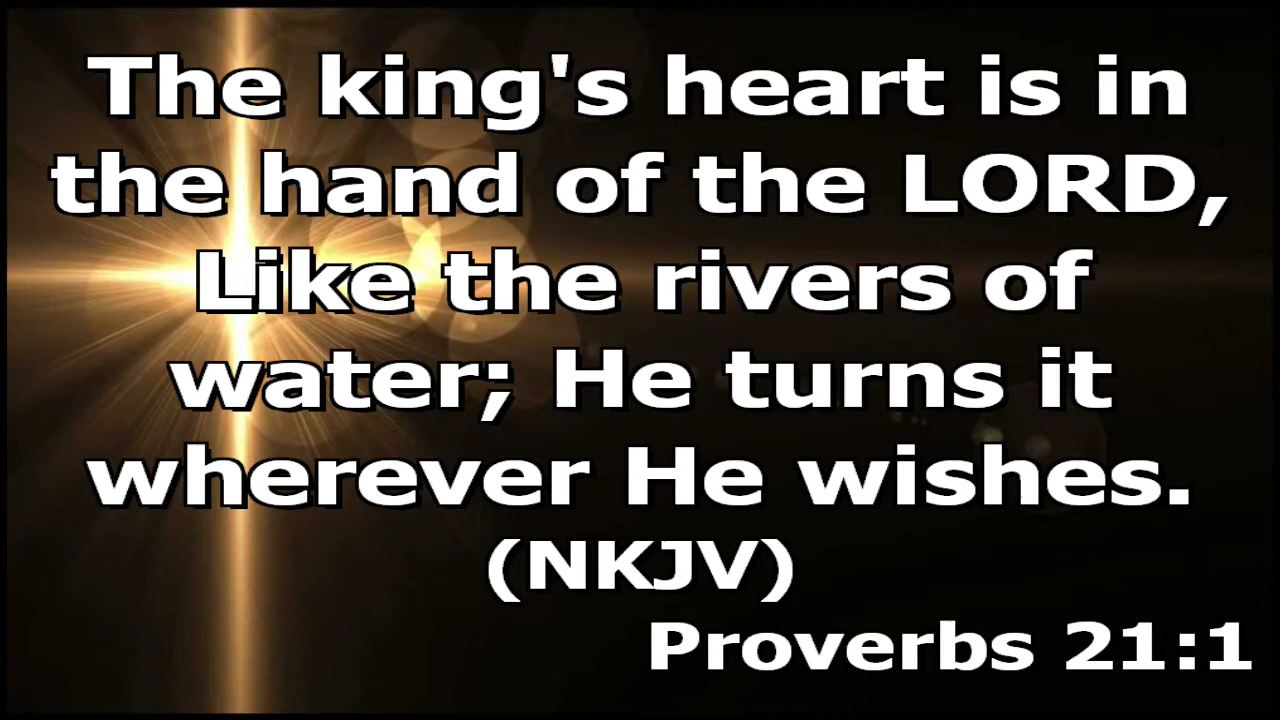 The king's heart is in
the hand of the LORD,
Like the rivers of
water; He turns it
wherever He wishes.
(NKJV)
Proverbs 21:1